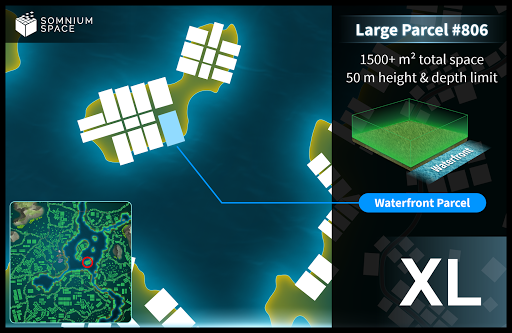 SOMNIUM
SPACE
Large Parcel #806
1500+ m² total space
50 m height & depth limit
Waterfront
Waterfront Parcel
XL